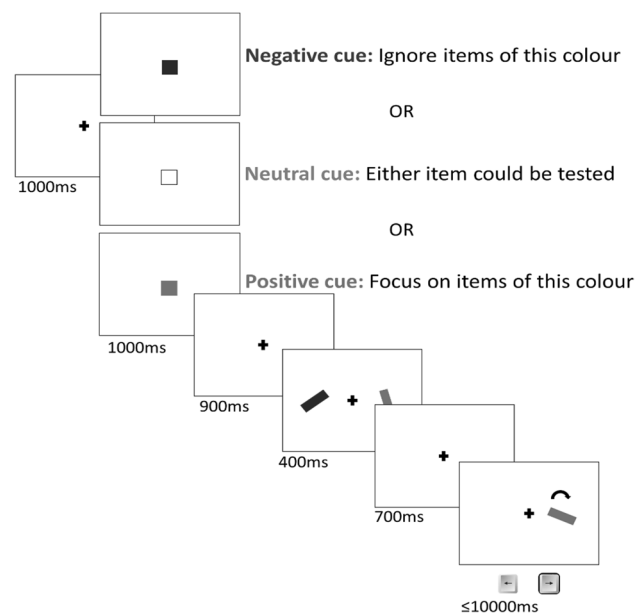 Negative cue: Ignore items of this colour
OR
1000ms
Neutral cue: Either item could be tested
OR
Positive cue: Focus on items of this colour
1000ms
900ms
400ms
700ms
≤10000ms